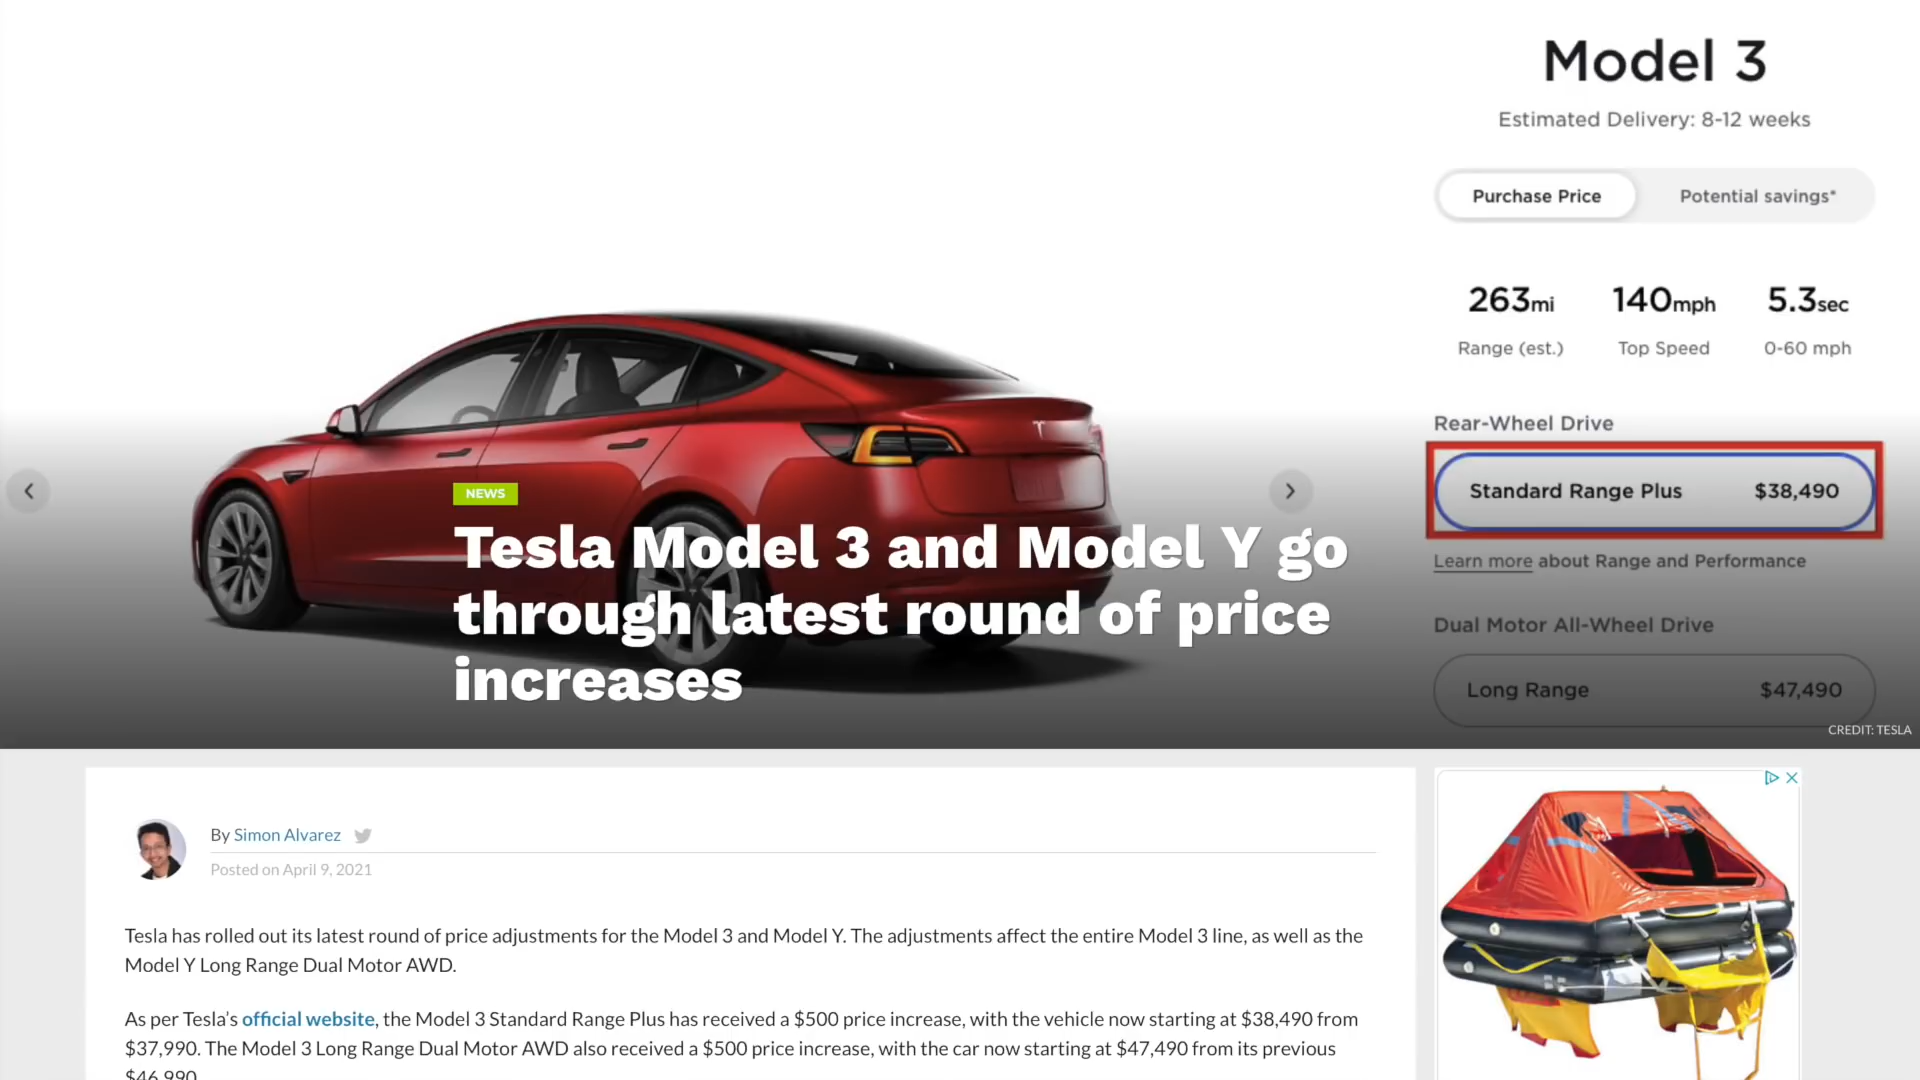 Model 3
Estimated Delivery: 8-12 weeks
Purchase Price
Potential savings*
263mi
140mph
5.3sec
Range (est.)
Top Speed
0-60 mph
Rear-Wheel Drive
Standard Range Plus
$38,490
Learn more about Range and Performance
Dual Motor All-Wheel Drive
Long Range
$47,490
CREDIT: TESLA
NEWS
Tesla Model 3 and Model Y go
through latest round of price
increases
By Simon Alvarez
Posted on April 9, 2021
Tesla has rolled out its latest round of price adjustments for the Model 3 and Model Y. The adjustments affect the entire Model 3 line, as well as the
Model Y Long Range Dual Motor AWD.
As per Tesla's official website, the Model 3 Standard Range Plus has received a $500 price increase, with the vehicle now starting at $38,490 from
$37,990. The Model 3 Long Range Dual Motor AWD also received a $500 price increase, with the car now starting at $47,490 from its previous
$46,990.